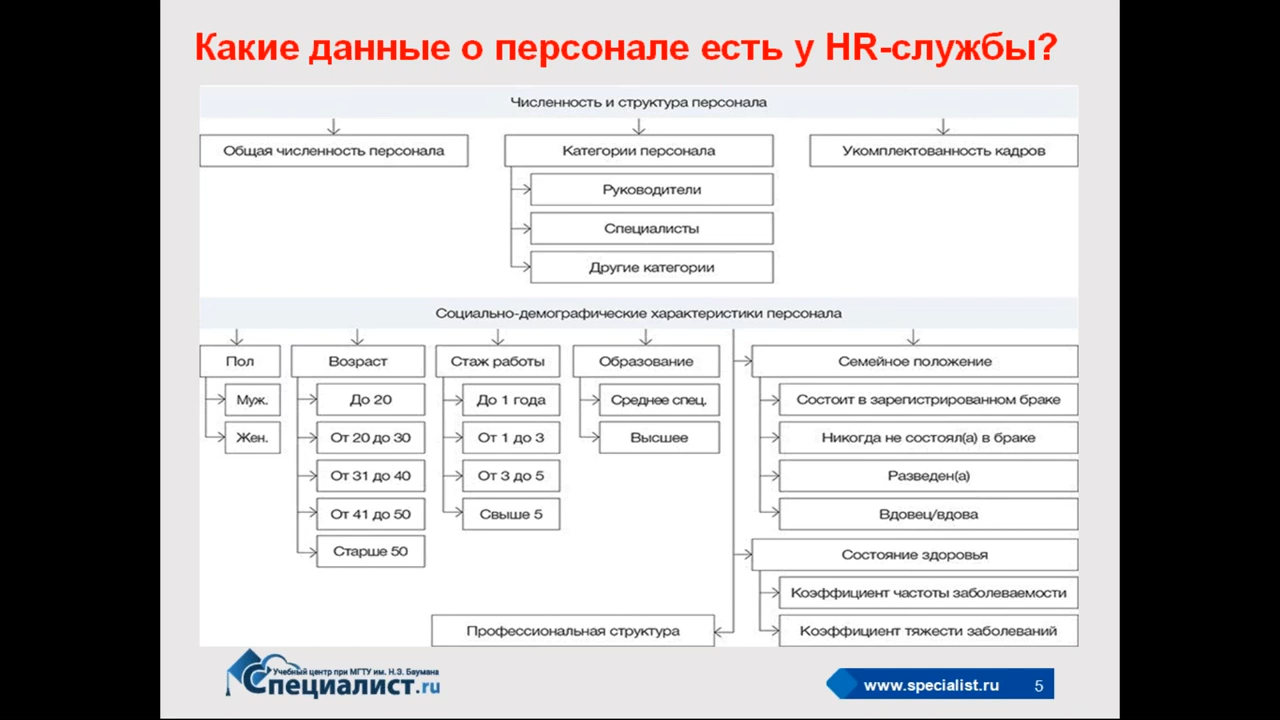 Какие данные о персонале есть у HR-службы?
Численность и структура персонала
Общая численность персонала
Категории персонала
Укомплектованность кадров
Руководители
Специалисты
Другие категории
Социально-демографические характеристики персонала
Пол
Муж.
Жен.
Возраст
До 20
От 20 до 30
От 31 до 40
От 41 до 50
Старше 50
Стаж работы
До 1 года
От 1 до 3
От 3 до 5
Свыше 5
Образование
Среднее спец.
Высшее
Семейное положение
Состоит в зарегистрированном браке
Никогда не состоял(а) в браке
Разведен(а)
Вдовец/вдова
Состояние здоровья
Коэффициент частоты заболеваемости
Коэффициент тяжести заболеваний
Профессиональная структура
Учебный центр при МГТУ им. Н.Э. Баумана
Специалист.ru
www.specialist.ru
5